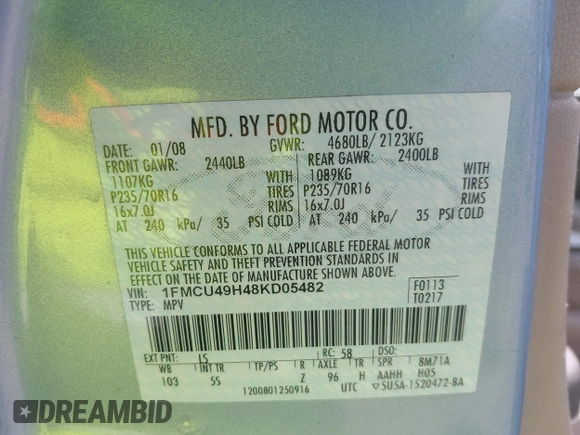 MFD. BY FORD MOTOR CO.
DATE: 01/08 GVWR: 4680LB/ 2123KG
FRONT GAWR: 2440LB REAR GAWR: 2400LB
1107KG WITH 1089KG WITH
P235/70R16 TIRES P235/70R16 TIRES
16x7.0J RIMS 16x7.0J RIMS
AT 240 kPa/ 35 PSI COLD AT 240 kPa/ 35 PSI COLD
THIS VEHICLE CONFORMS TO ALL APPLICABLE FEDERAL MOTOR
VEHICLE SAFETY AND THEFT PREVENTION STANDARDS IN
EFFECT ON THE DATE OF MANUFACTURE SHOWN ABOVE.
VIN: 1FMCU49H48KD05482 F0113
TYPE: MPV T0217
EXT PNT: LS RC: 58 DSO:
WB INT TR TP/PS R AXLE TR SPR 8M71A
103 5S Z 96 H AAHH H05
1200801250916 UTC 5U5A-1520472-BA
DREAMBID